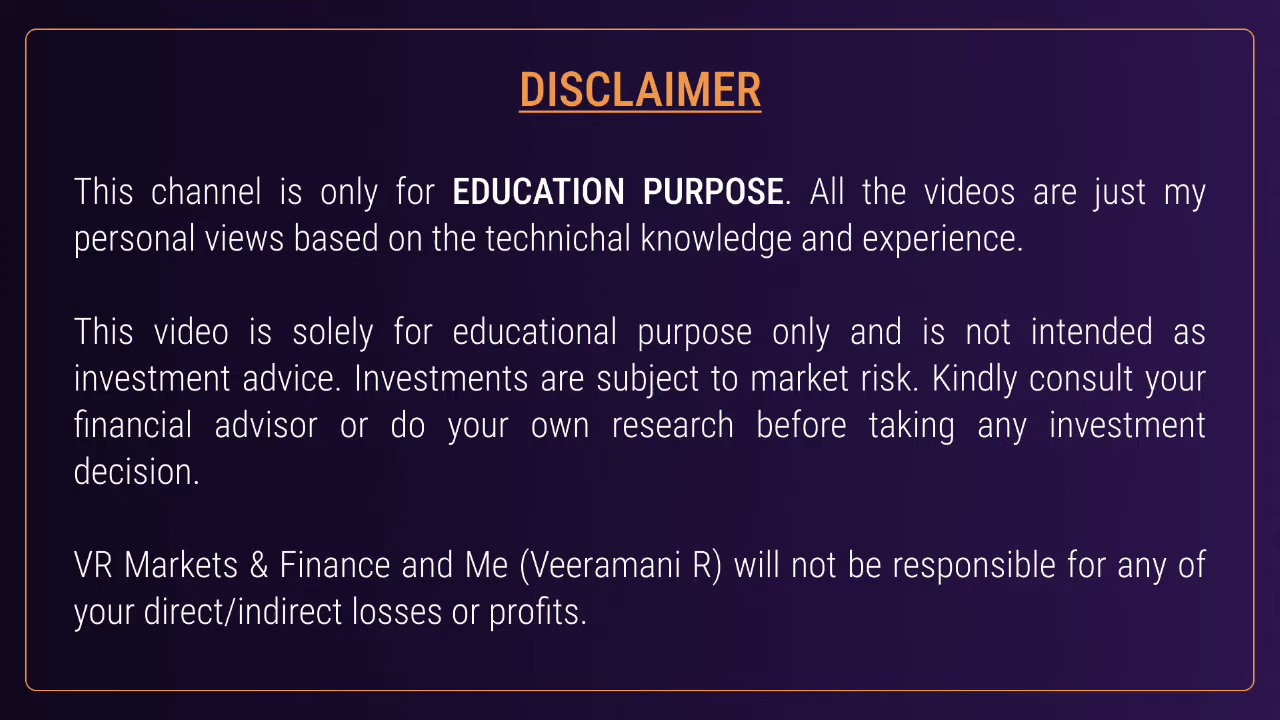 DISCLAIMER
This channel is only for EDUCATION PURPOSE. All the videos are just my
personal views based on the technichal knowledge and experience.
This video is solely for educational purpose only and is not intended as
investment advice. Investments are subject to market risk. Kindly consult your
financial advisor or do your own research before taking any investment
decision.
VR Markets & Finance and Me (Veeramani R) will not be responsible for any of
your direct/indirect losses or profits.